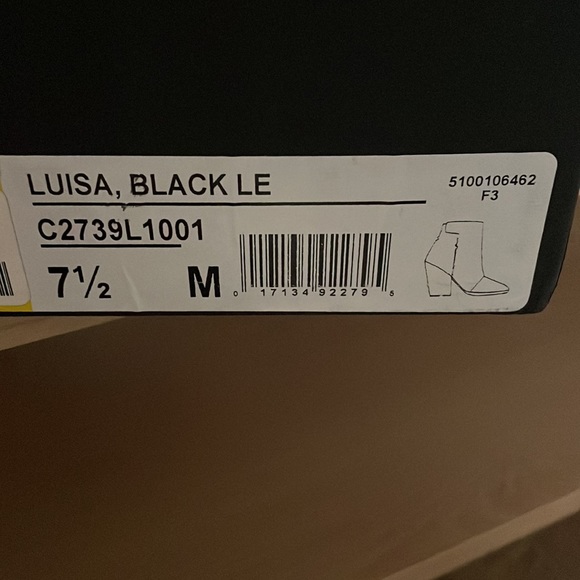 LUISA, BLACK LE
5100106462
F3
C2739L1001
7½ M
0 17134 92279 5